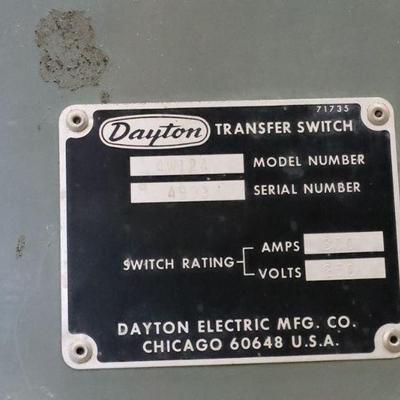 71735
Dayton TRANSFER SWITCH
MODEL NUMBER
SERIAL NUMBER
SWITCH RATING
AMPS
VOLTS
DAYTON ELECTRIC MFG. CO.
CHICAGO 60648 U.S.A.